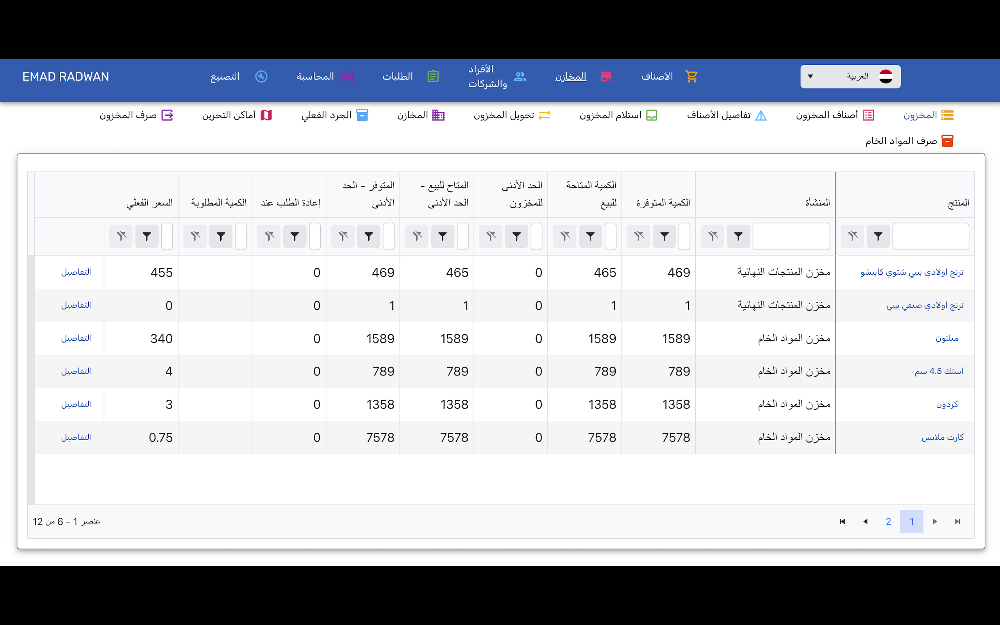 العربية
الأصناف
المخازن
الأفراد
والشركات
الطلبات
المحاسبة
التصنيع
EMAD RADWAN
المخزون
أصناف المخزون
تفاصيل الأصناف
استلام المخزون
تحويل المخزون
المخازن
الجرد الفعلي
أماكن التخزين
صرف المخزون
صرف المواد الخام
المنتج
المنشأة
الكمية المتوفرة
الكمية المتاحة
للبيع
الحد الأدنى
للمخزون
المتاح للبيع -
الحد الأدنى
المتوفر - الحد
الأدنى
إعادة الطلب عند
الكمية المطلوبة
السعر الفعلي
ترنج اولادي بيبي شتوي كابيشو مخزن المنتجات النهائية 469 465 0 465 469 0 455 التفاصيل
ترنج اولادي صيفي بيبي مخزن المنتجات النهائية 1 1 0 1 1 0 0 التفاصيل
ميلتون مخزن المواد الخام 1589 1589 0 1589 1589 0 340 التفاصيل
استك 4.5 سم مخزن المواد الخام 789 789 0 789 789 0 4 التفاصيل
كردون مخزن المواد الخام 1358 1358 0 1358 1358 0 3 التفاصيل
كارت ملابس مخزن المواد الخام 7578 7578 0 7578 7578 0 0.75 التفاصيل
1 2
عنصر 1 - 6 من 12